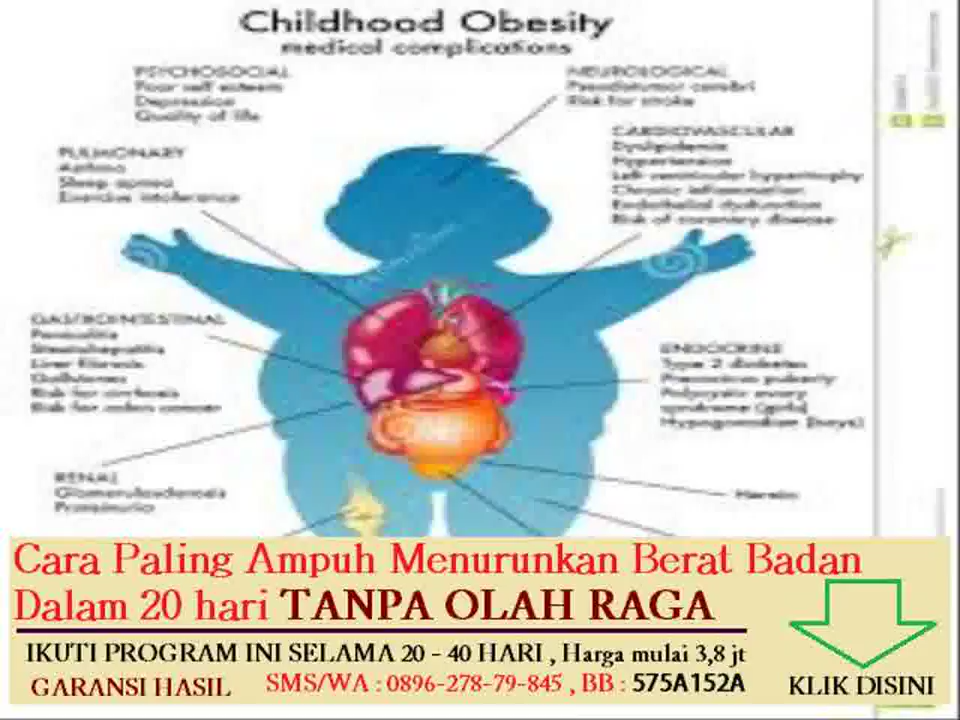 Childhood Obesity
medical complications
PSYCHOSOCIAL
Poor self esteem
Depression
Quality of life
NEUROLOGICAL
Pseudotumor cerebri
Risk for stroke
PULMONARY
Asthma
Sleep apnea
Exercise intolerance
CARDIOVASCULAR
Dyslipidemia
Hypertension
Left ventricular hypertrophy
Chronic inflammation
Endothelial dysfunction
Risk of coronary disease
GASTROINTESTINAL
Steatohepatitis
Liver fibrosis
Gallstones
Risk for cirrhosis
Risk for colon cancer
ENDOCRINE
Type 2 diabetes
Precocious puberty
Polycystic ovary
syndrome (girls)
Hypogonadism (boys)
RENAL
Glomerulosclerosis
Proteinuria
Hernia
Cara Paling Ampuh Menurunkan Berat Badan
Dalam 20 hari TANPA OLAH RAGA
IKUTI PROGRAM INI SELAMA 20 - 40 HARI , Harga mulai 3,8 jt
GARANSI HASIL SMS/WA : 0896-278-79-845 , BB : 575A152A
KLIK DISINI